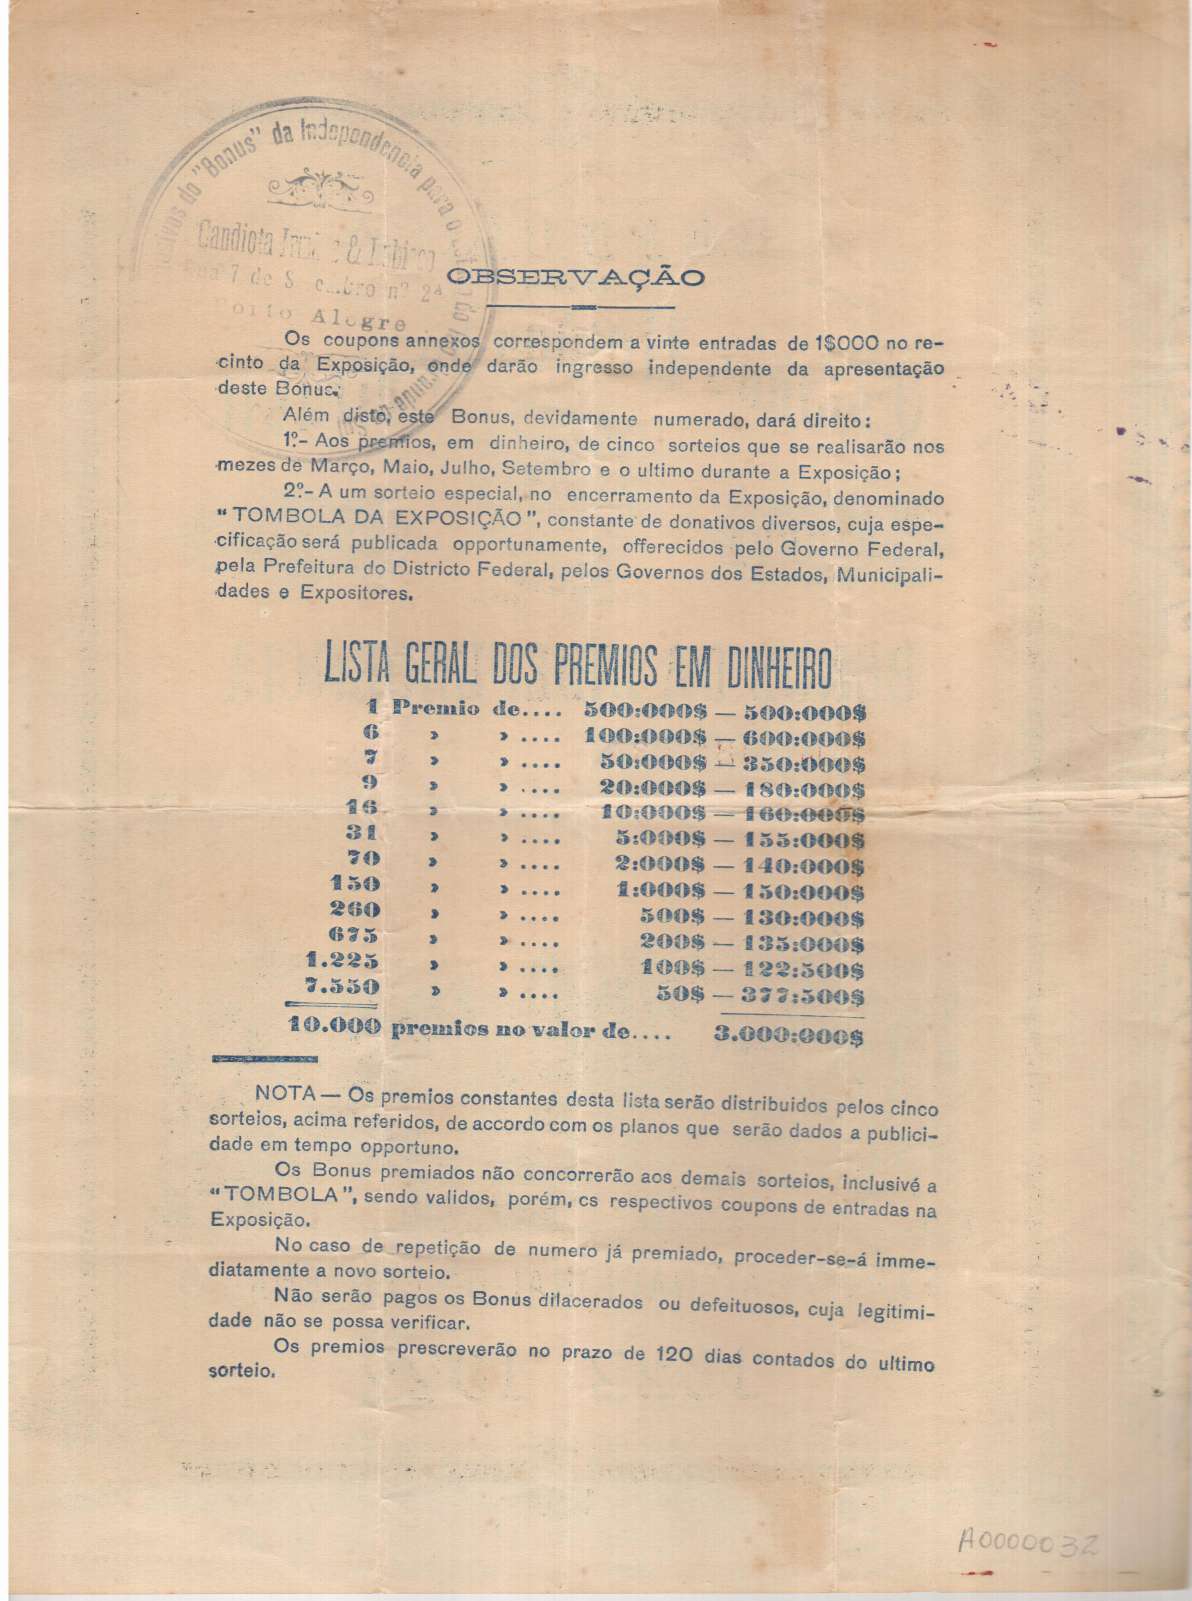 "Bonus" da Independencia para o
Candiota
Rua 7 de Setembro nº 2ª
Porto Alegre
OBSERVAÇÃO
Os coupons annexos correspondem a vinte entradas de 1$000 no re-
cinto da Exposição, onde darão ingresso independente da apresentação
deste Bonus.
Além disto, este Bonus, devidamente numerado, dará direito:
1º.- Aos premios, em dinheiro, de cinco sorteios que se realisarão nos
mezes de Março, Maio, Julho, Setembro e o ultimo durante a Exposição;
2º.- A um sorteio especial, no encerramento da Exposição, denominado
"TOMBOLA DA EXPOSIÇÃO", constante de donativos diversos, cuja espe-
cificação será publicada opportunamente, offerecidos pelo Governo Federal,
pela Prefeitura do Districto Federal, pelos Governos dos Estados, Municipali-
dades e Expositores.
LISTA GERAL DOS PREMIOS EM DINHEIRO
1 Premio de.... 500:000$ — 500:000$
6 » » .... 100:000$ — 600:000$
7 » » .... 50:000$ — 350:000$
9 » » .... 20:000$ — 180:000$
16 » » .... 10:000$ — 160:000$
31 » » .... 5:000$ — 155:000$
70 » » .... 2:000$ — 140:000$
150 » » .... 1:000$ — 150:000$
260 » » .... 500$ — 130:000$
675 » » .... 200$ — 135:000$
1.225 » » .... 100$ — 122:500$
7.550 » » .... 50$ — 377:500$
10.000 premios no valor de.... 3.000:000$
NOTA — Os premios constantes desta lista serão distribuidos pelos cinco
sorteios, acima referidos, de accordo com os planos que serão dados a publici-
dade em tempo opportuno.
Os Bonus premiados não concorrerão aos demais sorteios, inclusivé a
"TOMBOLA", sendo validos, porém, os respectivos coupons de entradas na
Exposição.
No caso de repetição de numero já premiado, proceder-se-á imme-
diatamente a novo sorteio.
Não serão pagos os Bonus dilacerados ou defeituosos, cuja legitimi-
dade não se possa verificar.
Os premios prescreverão no prazo de 120 dias contados do ultimo
sorteio.
A0000032